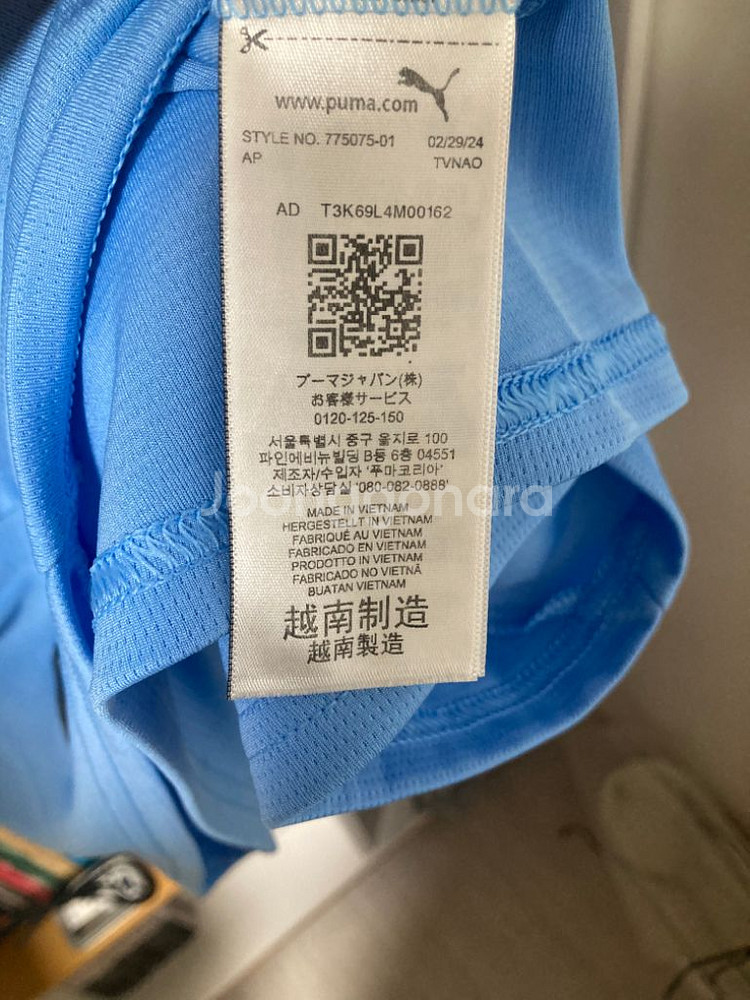 www.puma.com
STYLE NO. 775075-01 02/29/24
AP TVNAO
AD T3K69L4M00162
プーマジャパン(株)
お客様サービス
0120-125-150
서울특별시 중구 을지로 100
파인에비뉴빌딩 B동 6층 04551
제조자/수입자 '푸마코리아'
소비자상담실 '080-082-0888'
Joongonara
MADE IN VIETNAM
HERGESTELLT IN VIETNAM
FABRIQUÉ AU VIETNAM
FABRICADO EN VIETNAM
PRODOTTO IN VIETNAM
FABRICADO NO VIETNÃ
BUATAN VIETNAM
越南制造
越南製造